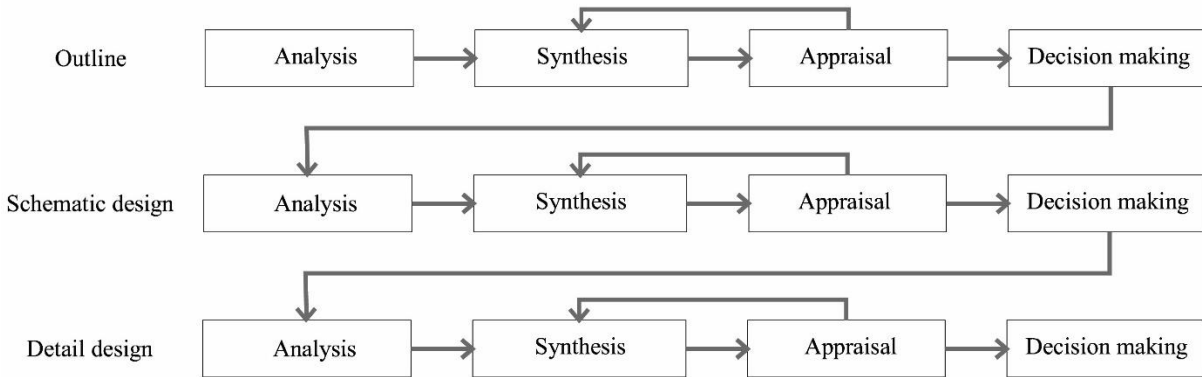 Outline
Analysis
Synthesis
Appraisal
Decision making
Schematic design
Analysis
Synthesis
Appraisal
Decision making
Detail design
Analysis
Synthesis
Appraisal
Decision making